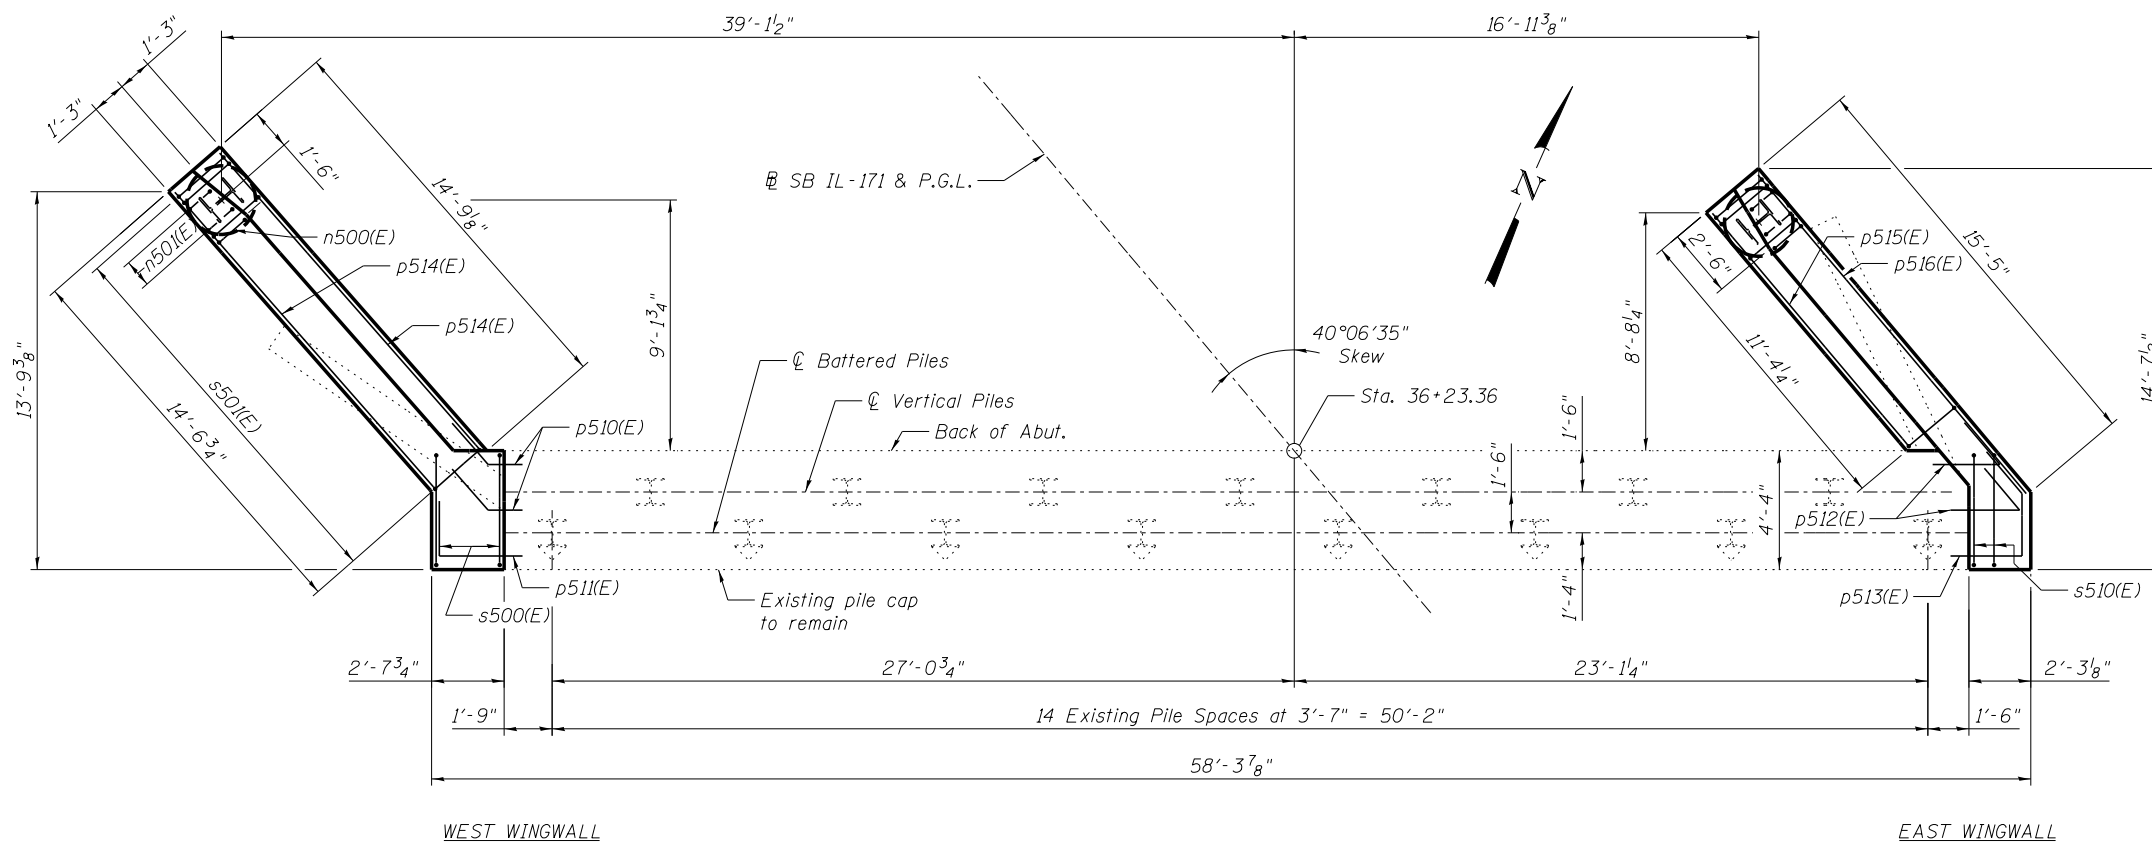 39'-1½"
16'-11⅜"
1'-3"
1'-3"
1'-6"
14'-9⅛"
℄ SB IL-171 & P.G.L.
N
15'-5"
n500(E)
n501(E)
p514(E)
p514(E)
p515(E)
p516(E)
2'-6"
13'-9⅜"
s501(E)
14'-6¾"
9'-1¾"
40°06'35"
Skew
8'-8¼"
11'-4¼"
14'-7½"
℄ Battered Piles
℄ Vertical Piles
Back of Abut.
Sta. 36+23.36
p510(E)
1'-6"
1'-6"
4'-4"
p512(E)
p511(E)
s500(E)
Existing pile cap
to remain
1'-4"
p513(E)
s510(E)
2'-7¾"
27'-0¾"
23'-1¼"
2'-3⅛"
1'-9"
14 Existing Pile Spaces at 3'-7" = 50'-2"
1'-6"
58'-3⅞"
WEST WINGWALL
EAST WINGWALL